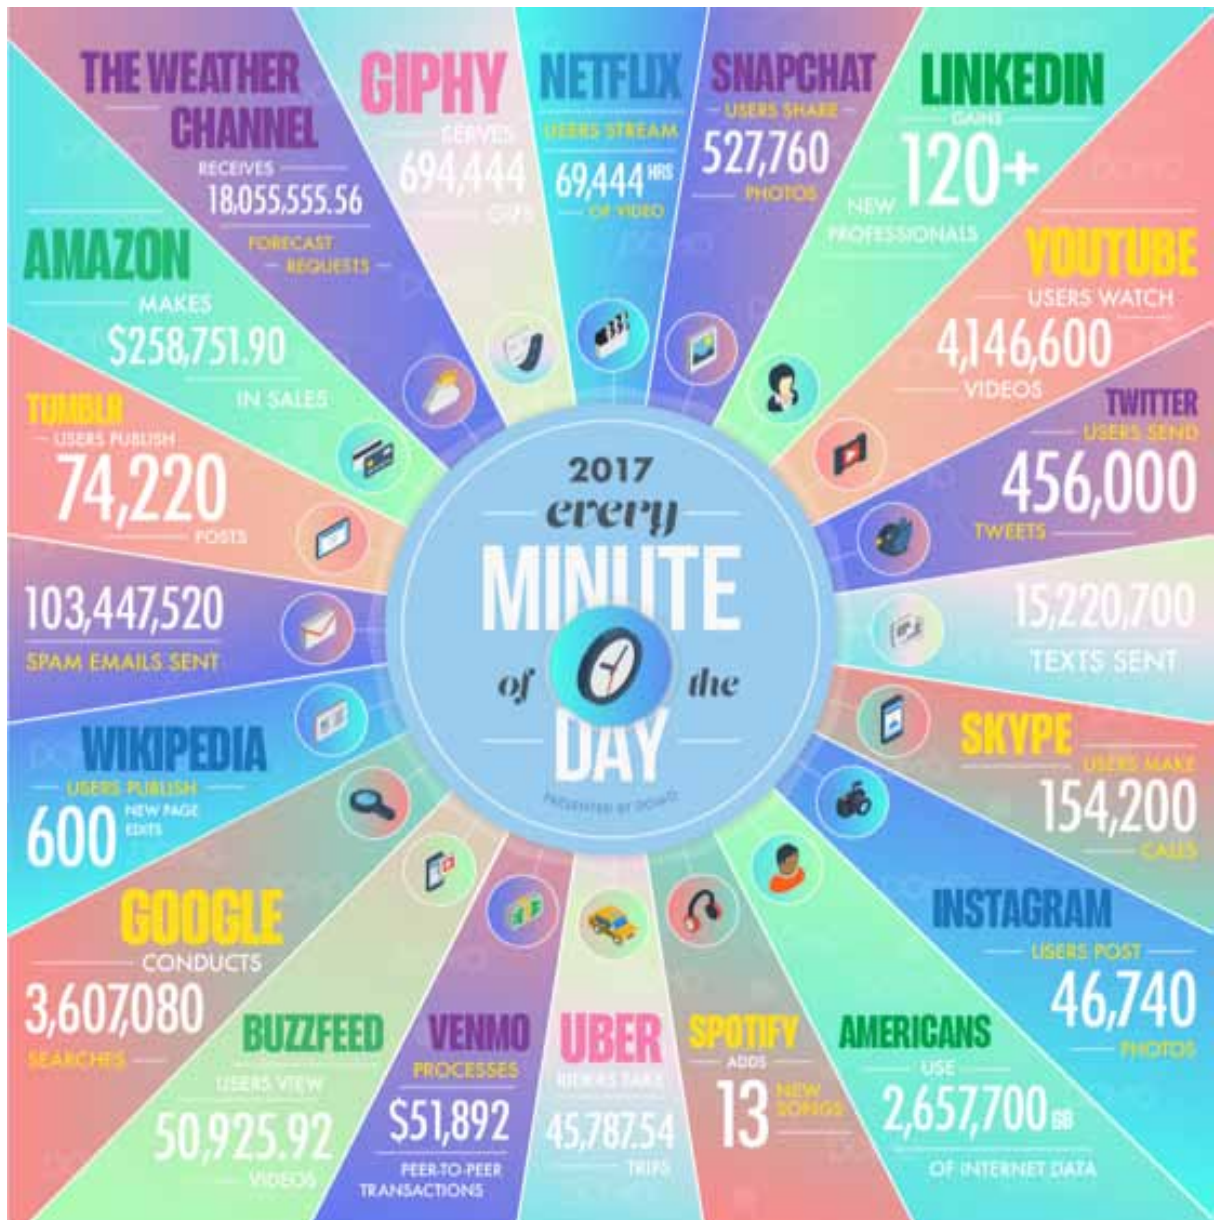 2017
every
MINUTE
of the
DAY
PRESENTED BY DOMO
THE WEATHER
CHANNEL
RECEIVES
18,055,555.56
FORECAST
REQUESTS
GIPHY
SERVES
694,444
GIFS
NETFLIX
USERS STREAM
69,444 HRS
OF VIDEO
SNAPCHAT
USERS SHARE
527,760
PHOTOS
LINKEDIN
GAINS
120+
NEW
PROFESSIONALS
YOUTUBE
USERS WATCH
4,146,600
VIDEOS
TWITTER
USERS SEND
456,000
TWEETS
15,220,700
TEXTS SENT
SKYPE
USERS MAKE
154,200
CALLS
INSTAGRAM
USERS POST
46,740
PHOTOS
AMERICANS
USE
2,657,700 GB
OF INTERNET DATA
SPOTIFY
ADDS
13 NEW
SONGS
UBER
RIDERS TAKE
45,787.54
TRIPS
VENMO
PROCESSES
$51,892
PEER-TO-PEER
TRANSACTIONS
BUZZFEED
USERS VIEW
50,925.92
VIDEOS
GOOGLE
CONDUCTS
3,607,080
SEARCHES
WIKIPEDIA
USERS PUBLISH
600 NEW PAGE
EDITS
103,447,520
SPAM EMAILS SENT
TUMBLR
USERS PUBLISH
74,220
POSTS
AMAZON
MAKES
$258,751.90
IN SALES